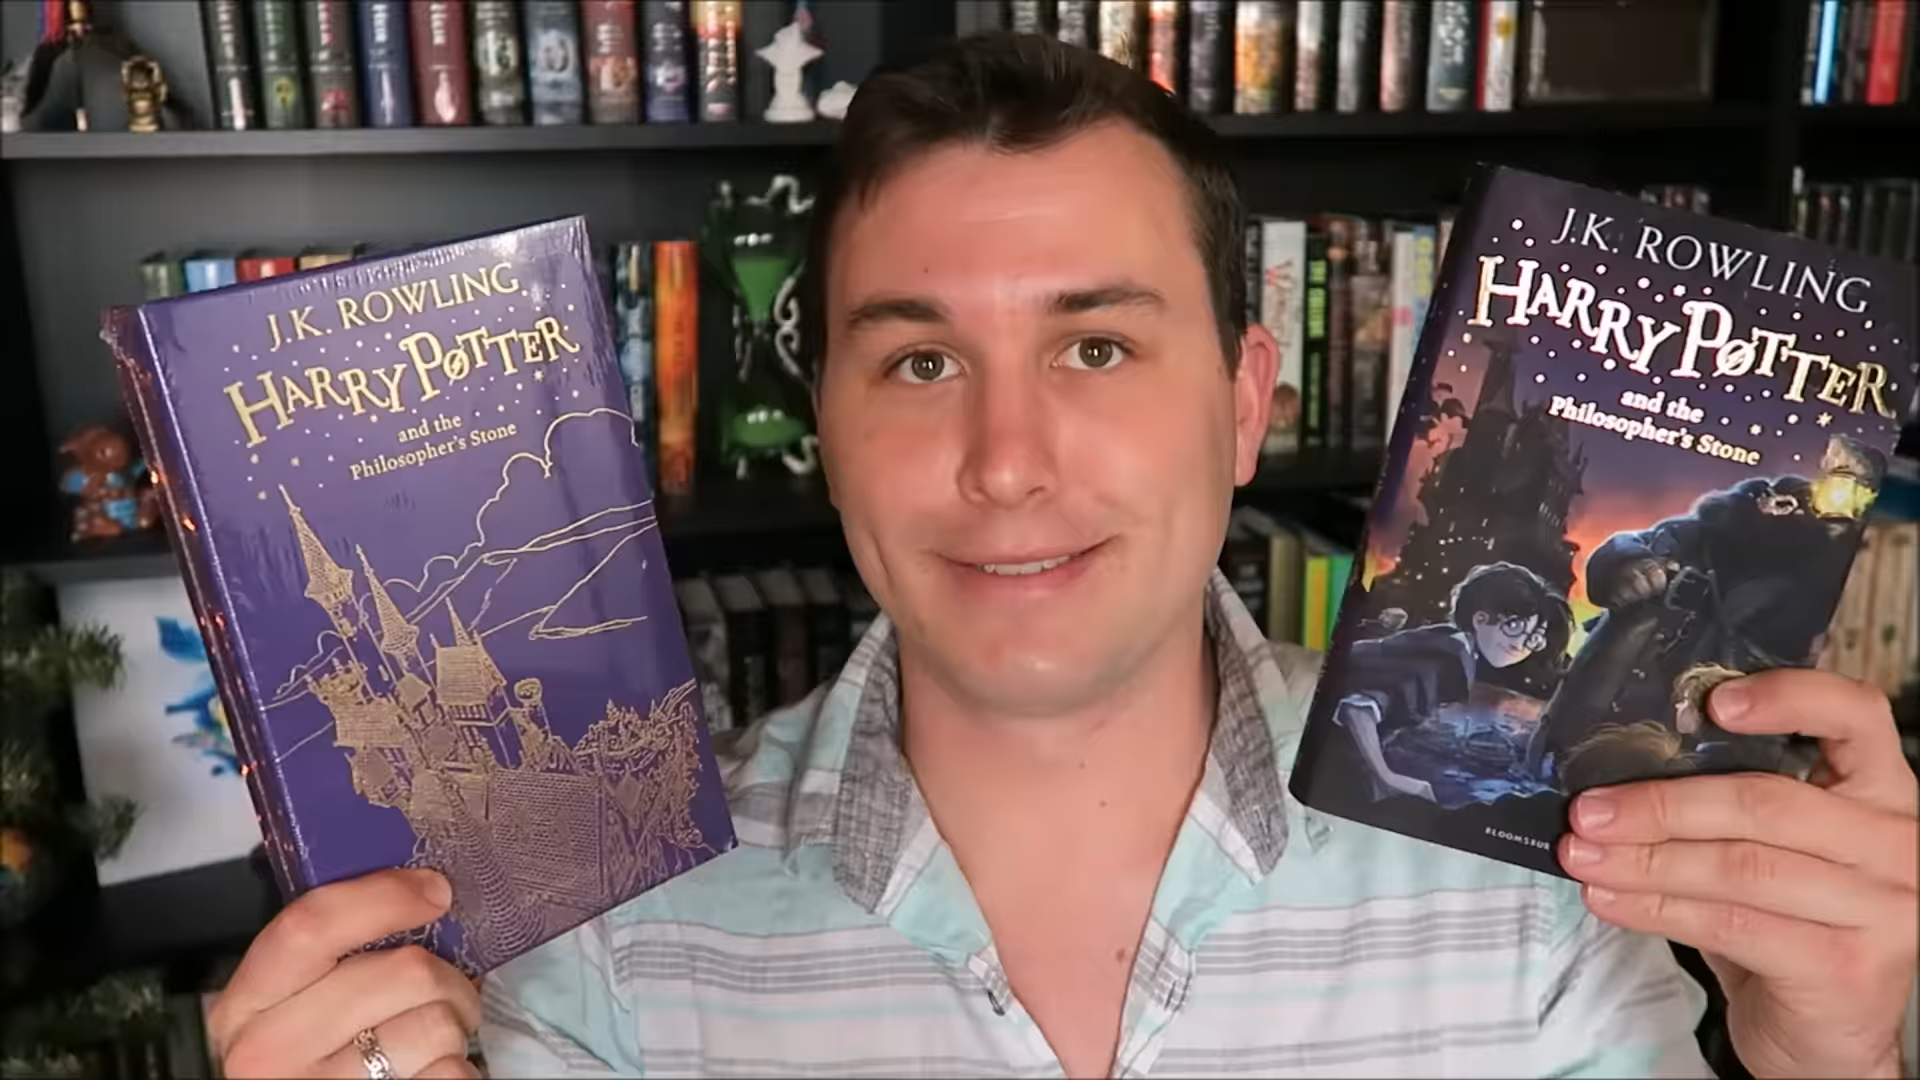 J.K. ROWLING
HARRY POTTER
and the
Philosopher's Stone
J.K. ROWLING
HARRY POTTER
and the
Philosopher's Stone